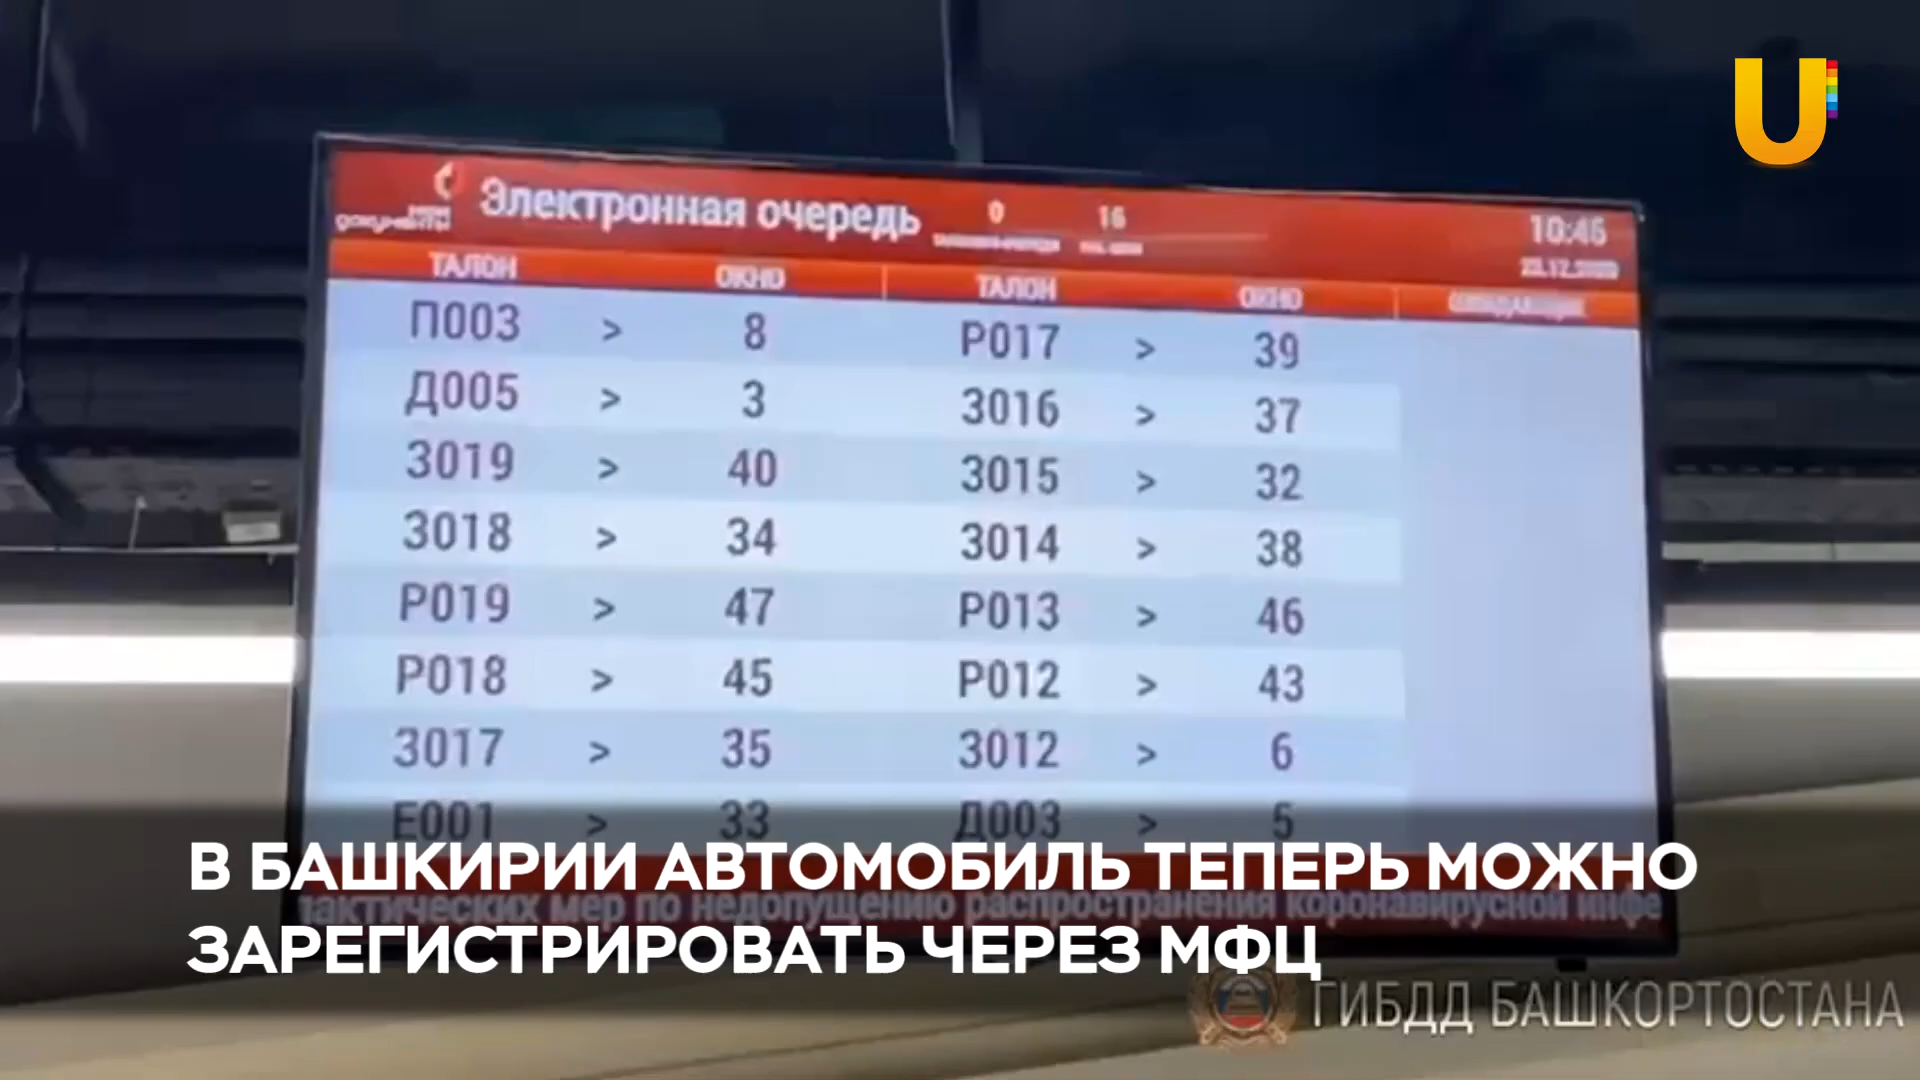 U
Электронная очередь 0 16 10:46
ТАЛОН ОКНО ТАЛОН ОКНО
П003 > 8 Р017 > 39
Д005 > 3 З016 > 37
З019 > 40 З015 > 32
З018 > 34 З014 > 38
Р019 > 47 Р013 > 46
Р018 > 45 Р012 > 43
З017 > 35 З012 > 6
Е001 > 33 Д003 > 5
В БАШКИРИИ АВТОМОБИЛЬ ТЕПЕРЬ МОЖНО
мер по недопущению распространения коронавирусной инфе
ЗАРЕГИСТРИРОВАТЬ ЧЕРЕЗ МФЦ
ГИБДД БАШКОРТОСТАНА